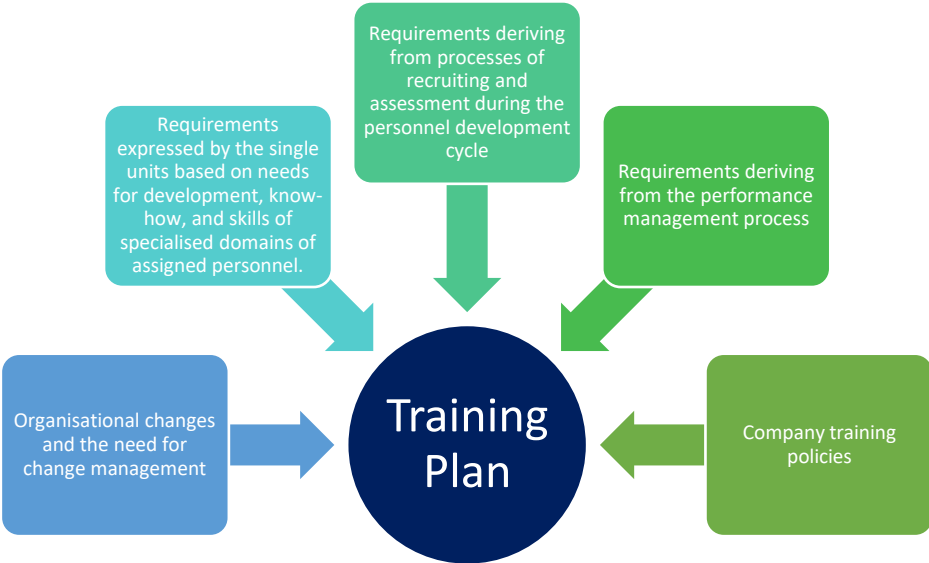 Requirements deriving
from processes of
recruiting and
assessment during the
personnel development
cycle
Requirements
expressed by the single
units based on needs
for development, know-
how, and skills of
specialised domains of
assigned personnel.
Requirements deriving
from the performance
management process
Organisational changes
and the need for
change management
Training
Plan
Company training
policies